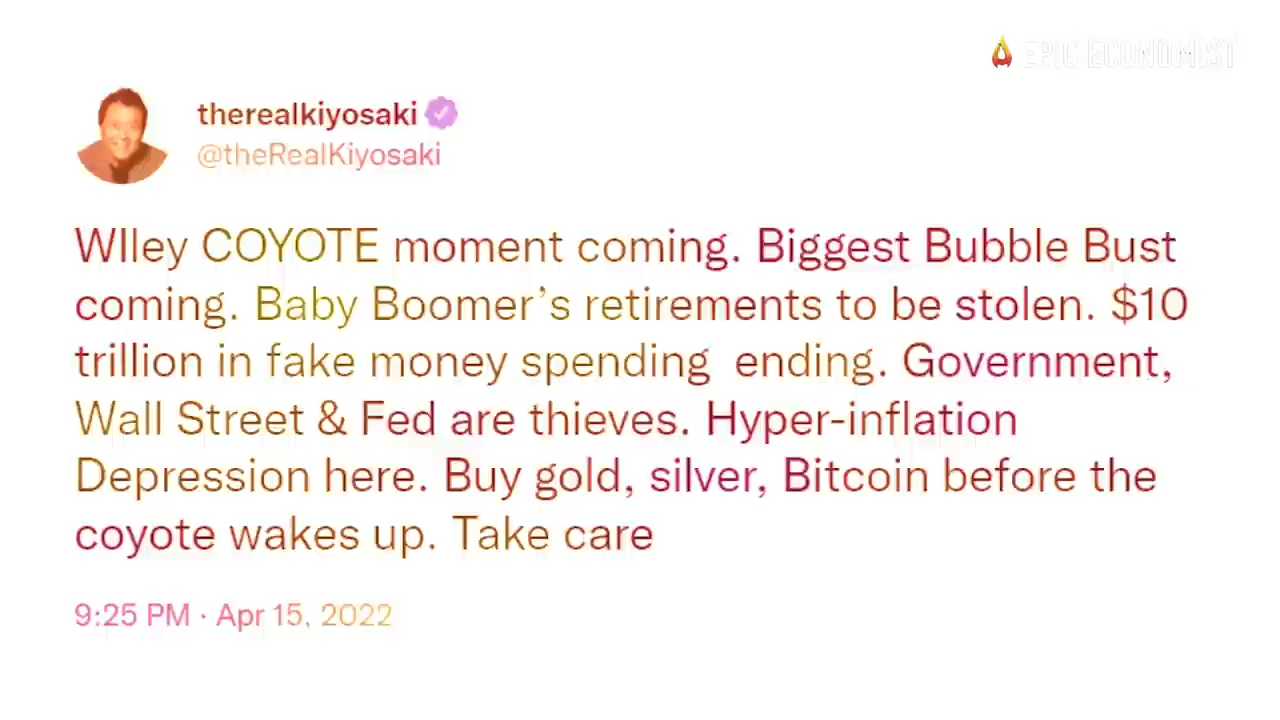 EPIC ECONOMIST
therealkiyosaki
@theRealKiyosaki
WIley COYOTE moment coming. Biggest Bubble Bust
coming. Baby Boomer’s retirements to be stolen. $10
trillion in fake money spending  ending. Government,
Wall Street & Fed are thieves. Hyper-inflation
Depression here. Buy gold, silver, Bitcoin before the
coyote wakes up. Take care
9:25 PM · Apr 15, 2022